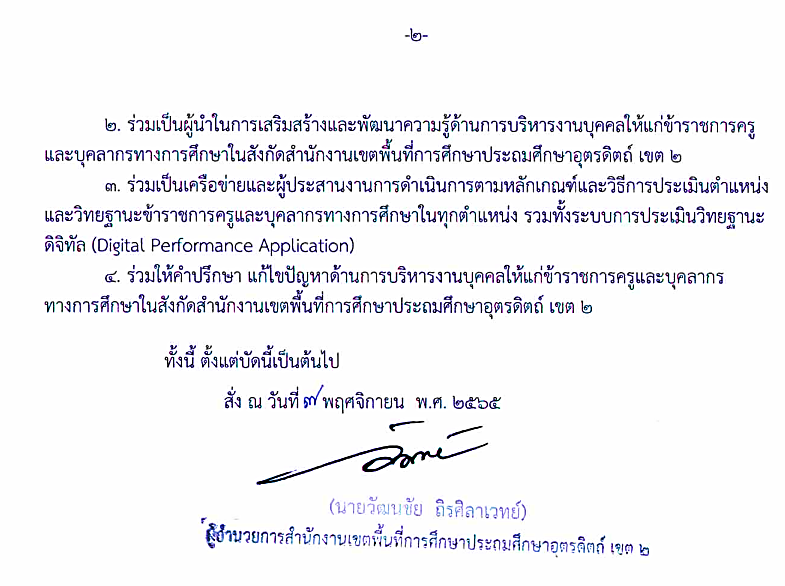 -๒-
๒. ร่วมเป็นผู้นำในการเสริมสร้างและพัฒนาความรู้ด้านการบริหารงานบุคคลให้แก่ข้าราชการครู
และบุคลากรทางการศึกษาในสังกัดสำนักงานเขตพื้นที่การศึกษาประถมศึกษาอุตรดิตถ์ เขต ๒
๓. ร่วมเป็นเครือข่ายและผู้ประสานงานการดำเนินการตามหลักเกณฑ์และวิธีการประเมินตำแหน่ง
และวิทยฐานะข้าราชการครูและบุคลากรทางการศึกษาในทุกตำแหน่ง รวมทั้งระบบการประเมินวิทยฐานะ
ดิจิทัล (Digital Performance Application)
๔. ร่วมให้คำปรึกษา แก้ไขปัญหาด้านการบริหารงานบุคคลให้แก่ข้าราชการครูและบุคลากร
ทางการศึกษาในสังกัดสำนักงานเขตพื้นที่การศึกษาประถมศึกษาอุตรดิตถ์ เขต ๒
ทั้งนี้ ตั้งแต่บัดนี้เป็นต้นไป
สั่ง ณ วันที่ ๗ พฤศจิกายน พ.ศ. ๒๕๖๕
(นายวัฒนชัย ถิรศิลาเวทย์)
ผู้อำนวยการสำนักงานเขตพื้นที่การศึกษาประถมศึกษาอุตรดิตถ์ เขต ๒